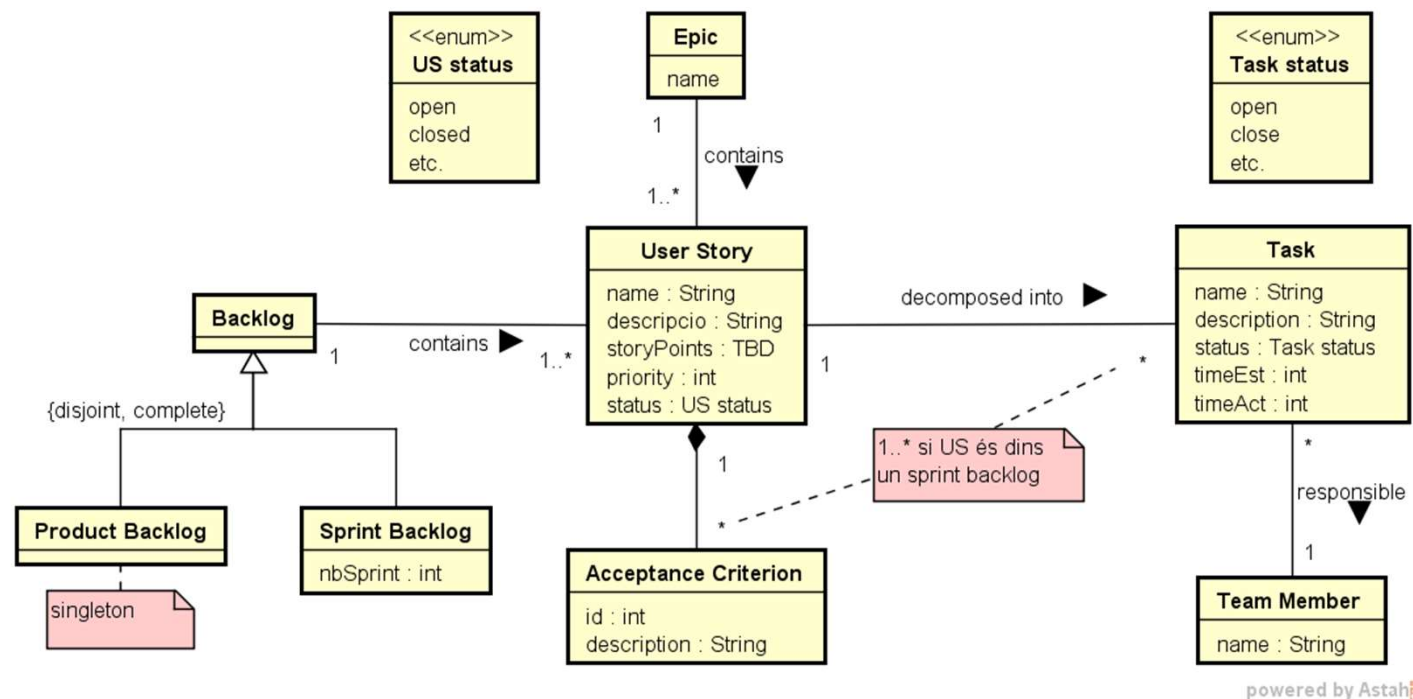 <<enum>>
US status
open
closed
etc.
Epic
name
<<enum>>
Task status
open
close
etc.
1
contains
1..*
User Story
name : String
descripcio : String
storyPoints : TBD
priority : int
status : US status
Task
name : String
description : String
status : Task status
timeEst : int
timeAct : int
decomposed into
1
*
Backlog
1
contains
1..*
{disjoint, complete}
1
*
1..* si US és dins
un sprint backlog
*
responsible
1
Product Backlog
singleton
Sprint Backlog
nbSprint : int
Acceptance Criterion
id : int
description : String
Team Member
name : String
powered by Astah